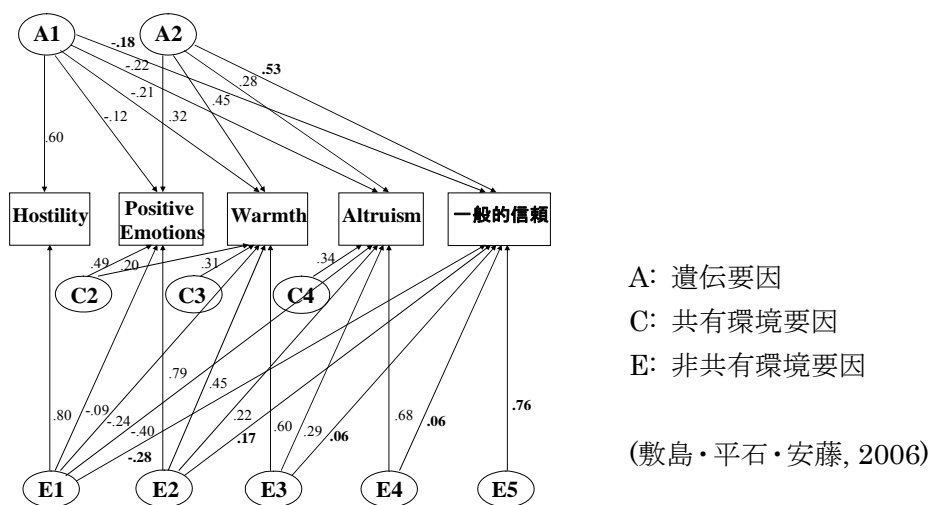 A1
A2
-.18
-.22
.53
-.21
.28
.45
-.12
.32
.60
Hostility
Positive
Emotions
Warmth
Altruism
一般的信頼
.49
.20
.31
.34
C2
C3
C4
A: 遺伝要因
C: 共有環境要因
E: 非共有環境要因
.79
.45
.80
-.09
-.24
-.40
-.28
.22
.17
.60
.29
.06
.68
.06
.76
(敷島・平石・安藤, 2006)
E1
E2
E3
E4
E5